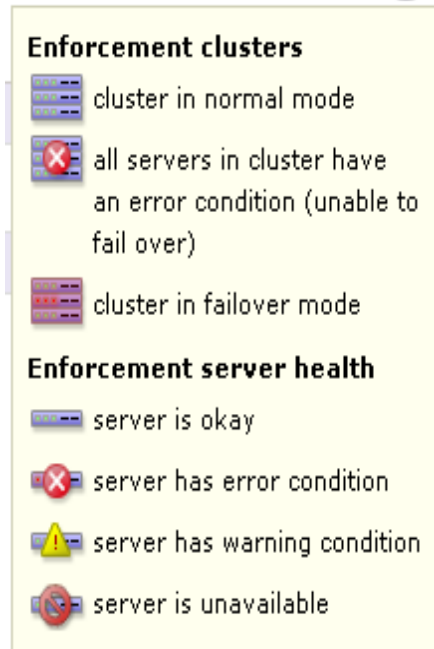 Enforcement clusters
cluster in normal mode
all servers in cluster have
an error condition (unable to
fail over)
cluster in failover mode
Enforcement server health
server is okay
server has error condition
server has warning condition
server is unavailable